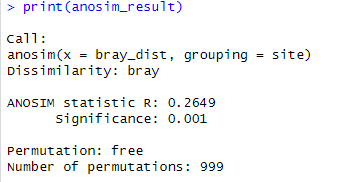 > print(anosim_result)
Call:
anosim(x = bray_dist, grouping = site)
Dissimilarity: bray
ANOSIM statistic R: 0.2649
Significance: 0.001
Permutation: free
Number of permutations: 999